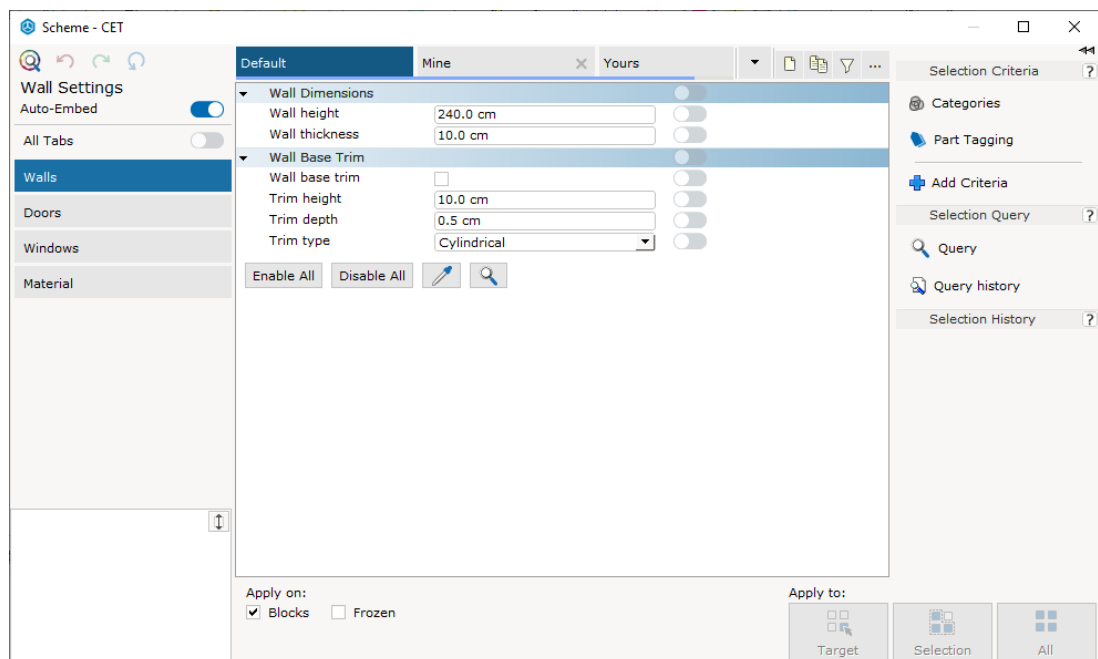 Scheme - CET
Wall Settings
Auto-Embed
All Tabs
Walls
Doors
Windows
Material
Default
Mine
Yours
...
Wall Dimensions
Wall height 240.0 cm
Wall thickness 10.0 cm
Wall Base Trim
Wall base trim
Trim height 10.0 cm
Trim depth 0.5 cm
Trim type Cylindrical
Enable All Disable All
Apply on:
Blocks Frozen
Apply to:
Target Selection All
Selection Criteria ?
Categories
Part Tagging
Add Criteria
Selection Query ?
Query
Query history
Selection History ?